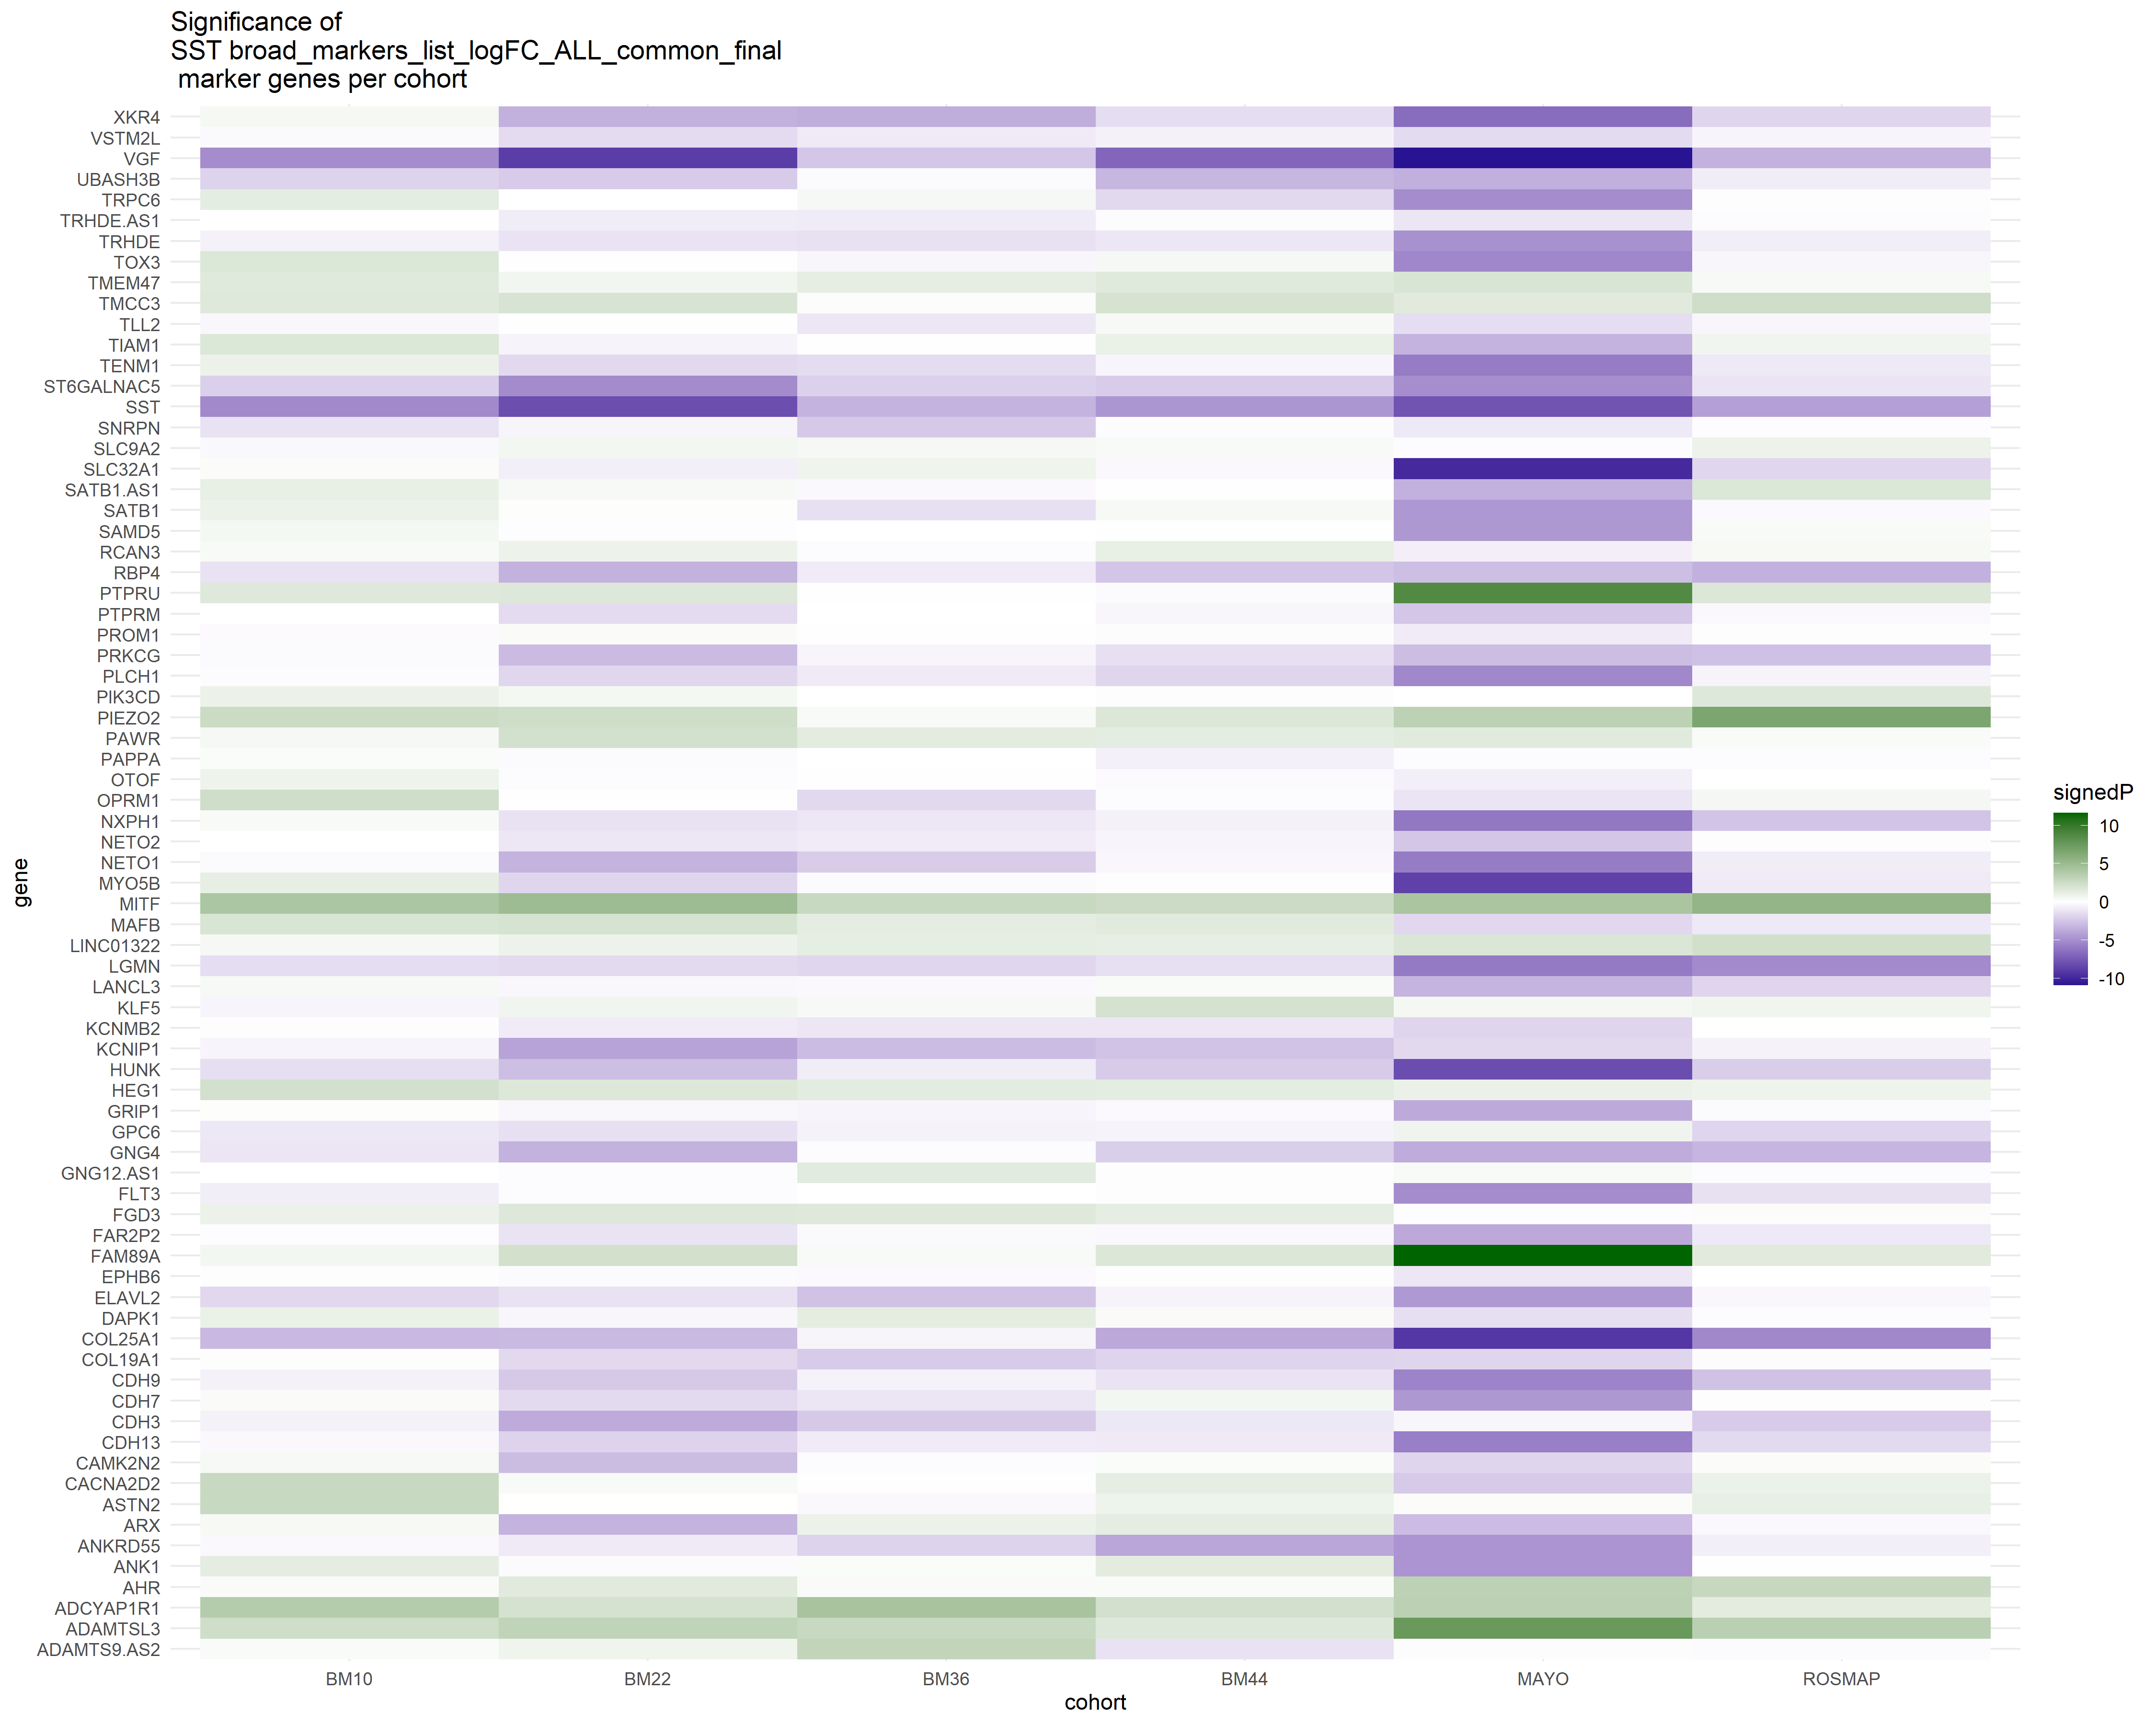 Significance of
SST broad_markers_list_logFC_ALL_common_final
marker genes per cohort
XKR4
VSTM2L
VGF
UBASH3B
TRPC6
TRHDE.AS1
TRHDE
TOX3
TMEM47
TMCC3
TLL2
TIAM1
TENM1
ST6GALNAC5
SST
SNRPN
SLC9A2
SLC32A1
SATB1.AS1
SATB1
SAMD5
RCAN3
RBP4
PTPRU
PTPRM
PROM1
PRKCG
PLCH1
PIK3CD
PIEZO2
PAWR
PAPPA
OTOF
OPRM1
NXPH1
NETO2
NETO1
MYO5B
MITF
MAFB
LINC01322
LGMN
LANCL3
KLF5
KCNMB2
KCNIP1
HUNK
HEG1
GRIP1
GPC6
GNG4
GNG12.AS1
FLT3
FGD3
FAR2P2
FAM89A
EPHB6
ELAVL2
DAPK1
COL25A1
COL19A1
CDH9
CDH7
CDH3
CDH13
CAMK2N2
CACNA2D2
ASTN2
ARX
ANKRD55
ANK1
AHR
ADCYAP1R1
ADAMTSL3
ADAMTS9.AS2
gene
BM10 BM22 BM36 BM44 MAYO ROSMAP
cohort
signedP
10
5
0
-5
-10